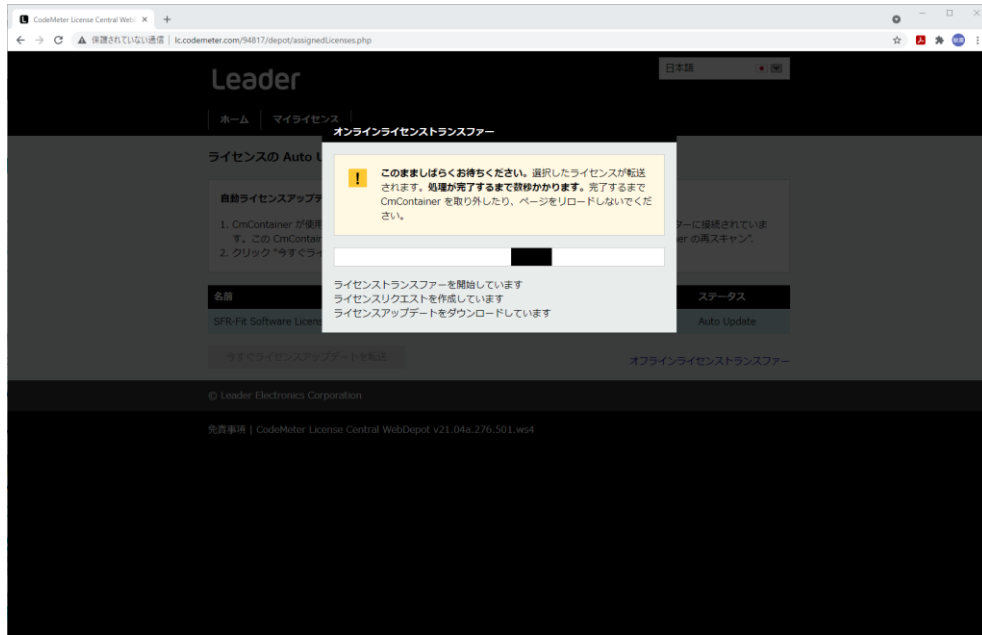 CodeMeter License Central Web
保護されていない通信 | lc.codemeter.com/94817/depot/assignedLicenses.php
Leader
日本語
ホーム
マイライセンス
オンラインライセンストランスファー
ライセンスの Auto U
このまましばらくお待ちください。選択したライセンスが転送
されます。処理が完了するまで数秒かかります。完了するまで
CmContainer を取り外したり、ページをリロードしないでくだ
さい。
自動ライセンスアップデ
1. CmContainer が使用
ターに接続されていま
す。この CmContain
er の再スキャン".
2. クリック "今すぐライ
ライセンストランスファーを開始しています
ライセンスリクエストを作成しています
ライセンスアップデートをダウンロードしています
名前
ステータス
SFR-Fit Software Licens
Auto Update
今すぐライセンスアップデートを転送
オフラインライセンストランスファー
© Leader Electronics Corporation
免責事項 | CodeMeter License Central WebDepot v21.04a.276.501.ws4